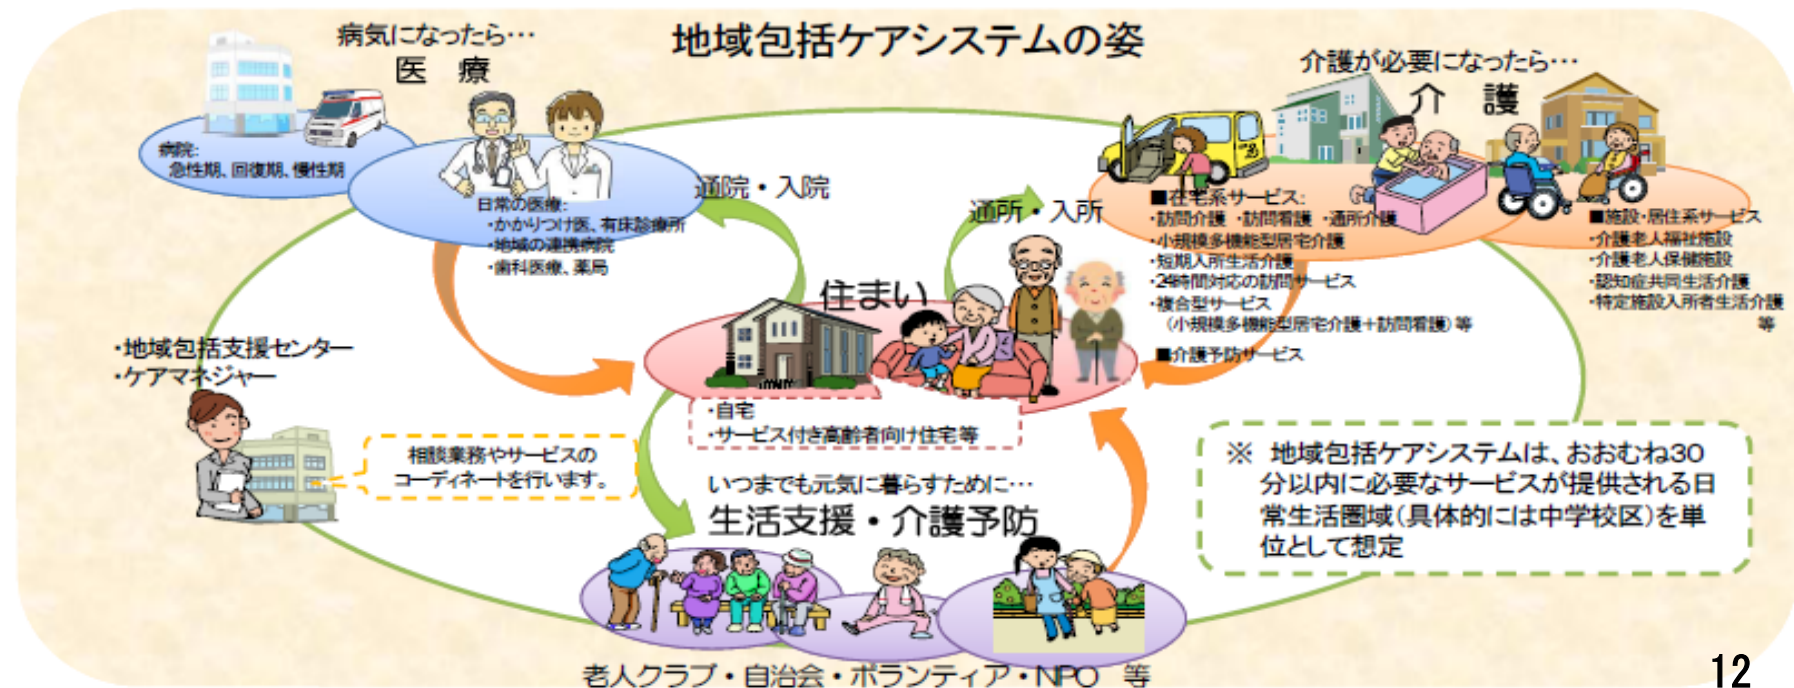 地域包括ケアシステムの姿
病気になったら…
医　療
病院:
急性期、回復期、慢性期
日常の医療:
・かかりつけ医、有床診療所
・地域の連携病院
・歯科医療、薬局
通院・入院
介護が必要になったら…
介　護
通所・入所
■在宅系サービス:
・訪問介護 ・訪問看護 ・通所介護
・小規模多機能型居宅介護
・短期入所生活介護
・24時間対応の訪問サービス
・複合型サービス
（小規模多機能型居宅介護＋訪問看護）等
■介護予防サービス
■施設・居住系サービス
・介護老人福祉施設
・介護老人保健施設
・認知症共同生活介護
・特定施設入所者生活介護
等
住まい
・自宅
・サービス付き高齢者向け住宅等
・地域包括支援センター
・ケアマネジャー
相談業務やサービスの
コーディネートを行います。
いつまでも元気に暮らすために…
生活支援・介護予防
老人クラブ・自治会・ボランティア・NPO　等
※　地域包括ケアシステムは、おおむね30
分以内に必要なサービスが提供される日
常生活圏域（具体的には中学校区）を単
位として想定
12